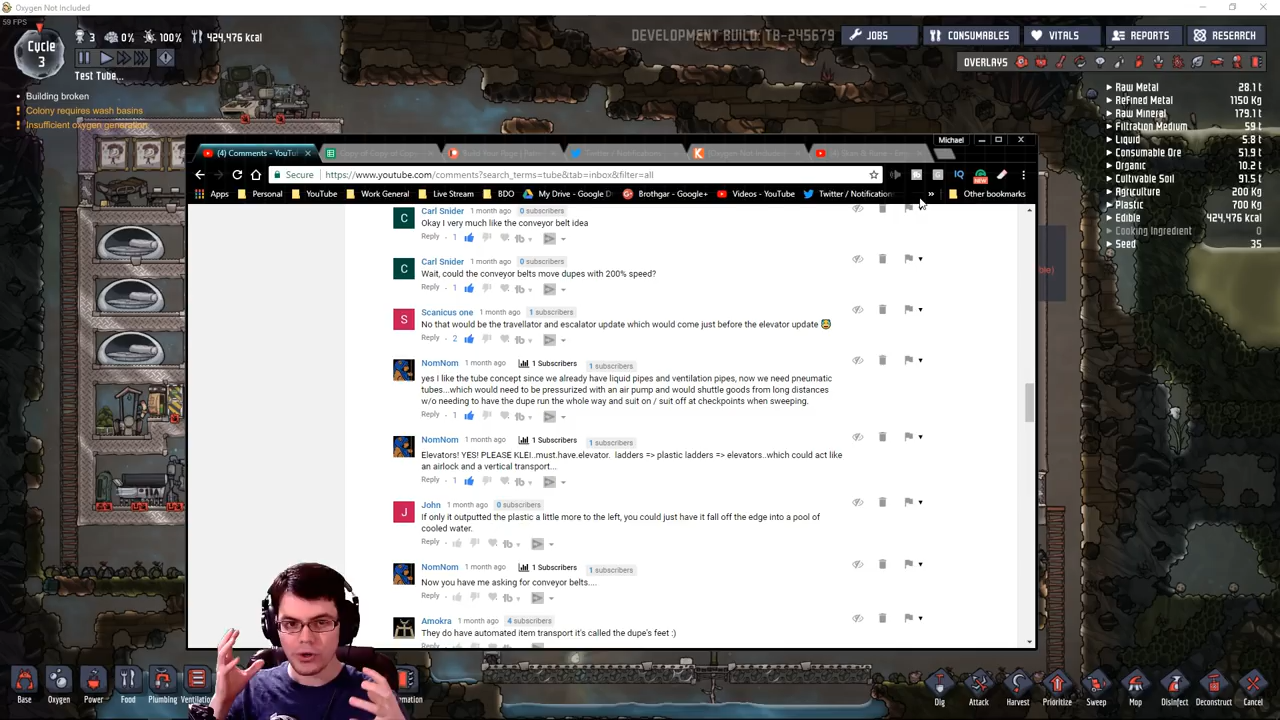 Oxygen Not Included
59 FPS
Cycle
3
3 0% 100% 424,476 kcal
Test Tube...
Building broken
Colony requires wash basins
Insufficient oxygen generation
DEVELOPMENT BUILD: TB-245679
JOBS CONSUMABLES VITALS REPORTS RESEARCH
OVERLAYS
Raw Metal 28.1 t
Refined Metal 1150 Kg
Raw Mineral 179.1 t
Filtration Medium 59 t
Liquid 5.8 t
Consumable Ore 51.9 t
Organic 2.2 t
Cultivable Soil 91.5 t
Agriculture 200 Kg
Plastic 700 Kg
Edible 424,476 kcal
Cooking Ingredient 0
Seed 35
Michael
(4) Comments - YouTu
Secure https://www.youtube.com/comments?search_terms=tube&tab=inbox&filter=all
Apps Personal YouTube Work General Live Stream BDO My Drive - Google D Brothgar - Google+ Videos - YouTube Twitter / Notification » Other bookmarks
C Carl Snider 1 month ago 0 subscribers
Okay I very much like the conveyor belt idea
Reply · 1
C Carl Snider 1 month ago 0 subscribers
Wait, could the conveyor belts move dupes with 200% speed?
Reply · 1
S Scanicus one 1 month ago 1 subscribers
No that would be the travellator and escalator update which would come just before the elevator update
Reply · 2
NomNom 1 month ago 1 Subscribers 1 subscribers
yes i like the tube concept since we already have liquid pipes and ventilation pipes, now we need pneumatic
tubes...which would need to be pressurized with an air pump and would shuttle goods from long distances
w/o needing to have the dupe run the whole way and suit on / suit off at checkpoints when sweeping.
Reply · 1
NomNom 1 month ago 1 Subscribers 1 subscribers
Elevators! YES! PLEASE KLEI..must.have.elevator. ladders => plastic ladders => elevators..which could act like
an airlock and a vertical transport...
Reply · 1
J John 1 month ago 0 subscribers
If only it outputted the plastic a little more to the left, you could just have it fall off the edge into a pool of
cooled water.
Reply ·
NomNom 1 month ago 1 Subscribers 1 subscribers
Now you have me asking for conveyor belts....
Reply ·
Amokra 1 month ago 4 subscribers
They do have automated item transport it's called the dupe's feet :)
Base Oxygen Power Food Plumbing Ventilation
Dig Attack Harvest Prioritize Sweep Mop Disinfect Deconstruct Cancel